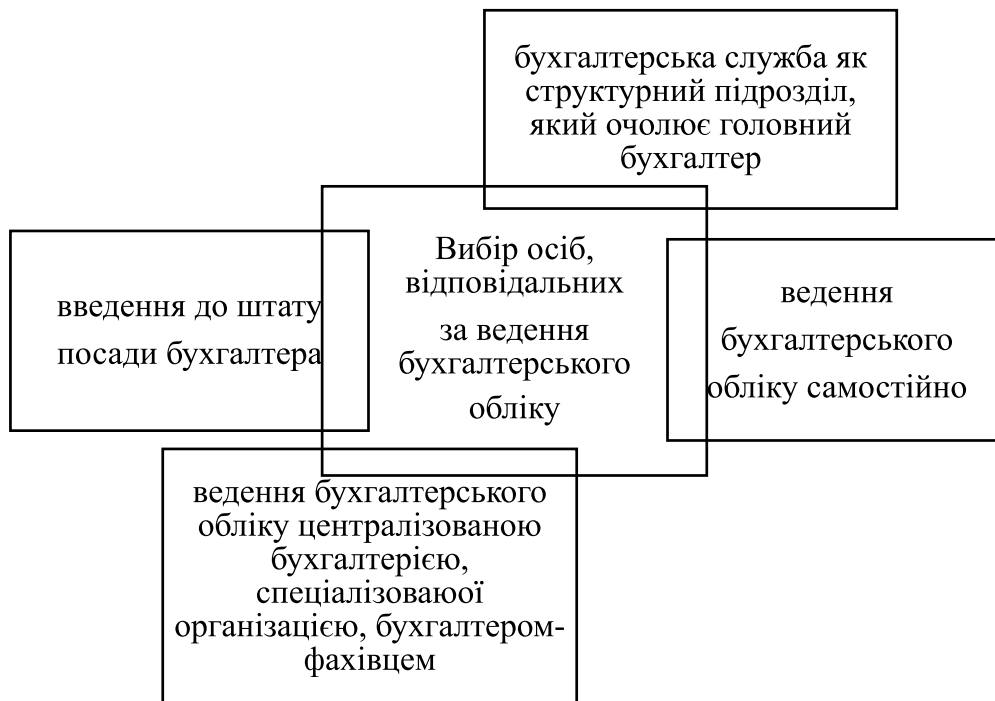 бухгалтерська служба як
структурний підрозділ,
який очолює головний
бухгалтер
введення до штату
посади бухгалтера
Вибір осіб,
відповідальних
за ведення
бухгалтерського
обліку
ведення
бухгалтерського
обліку самостійно
ведення бухгалтерського
обліку централізованою
бухгалтерією,
спеціалізоваюої
організацією, бухгалтером-
фахівцем